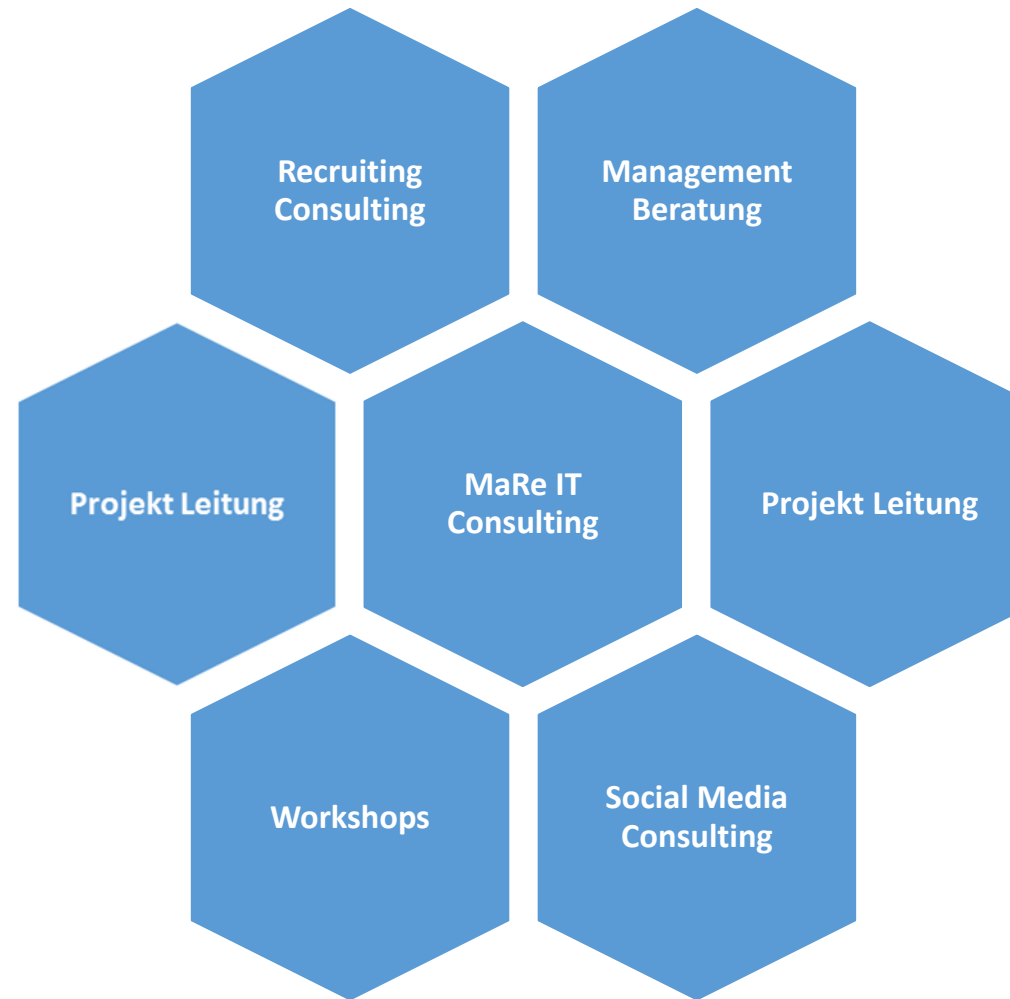 Recruiting
Consulting
Management
Beratung
Projekt Leitung
MaRe IT
Consulting
Projekt Leitung
Workshops
Social Media
Consulting